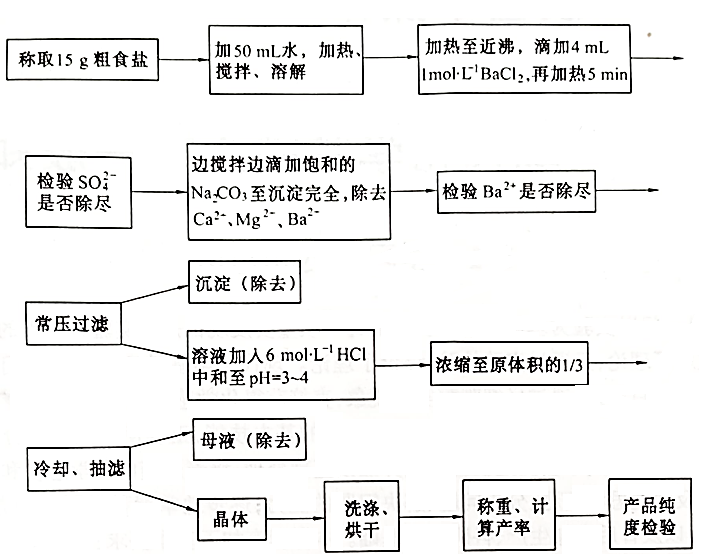 称取15 g粗食盐
加50 mL水，加热、
搅拌、溶解
加热至近沸，滴加4 mL
1mol·L⁻¹BaCl₂,再加热5 min
检验SO₄²⁻
是否除尽
边搅拌边滴加饱和的
Na₂CO₃至沉淀完全,除去
Ca²⁺、Mg²⁻、Ba²⁻
检验Ba²⁺是否除尽
常压过滤
沉淀（除去）
溶液加入6 mol·L⁻¹HCl
中和至pH=3~4
浓缩至原体积的1/3
冷却、抽滤
母液（除去）
晶体
洗涤、
烘干
称重、计
算产率
产品纯
度检验